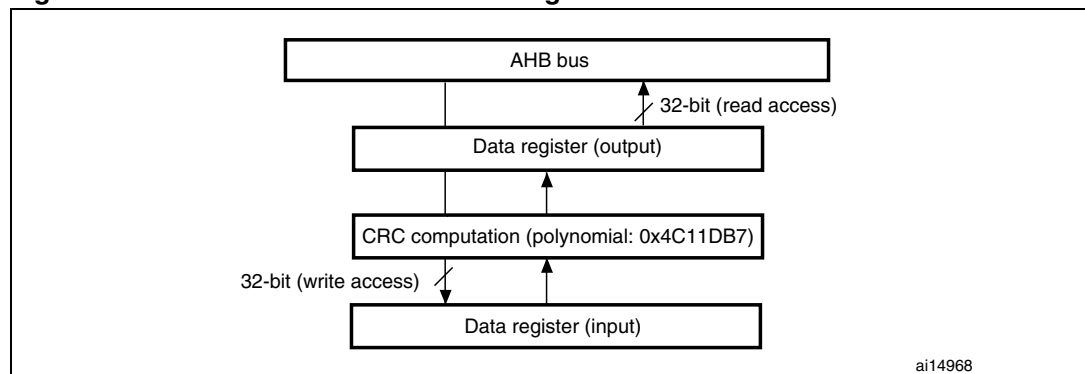 AHB bus
32-bit (read access)
Data register (output)
CRC computation (polynomial: 0x4C11DB7)
32-bit (write access)
Data register (input)
ai14968